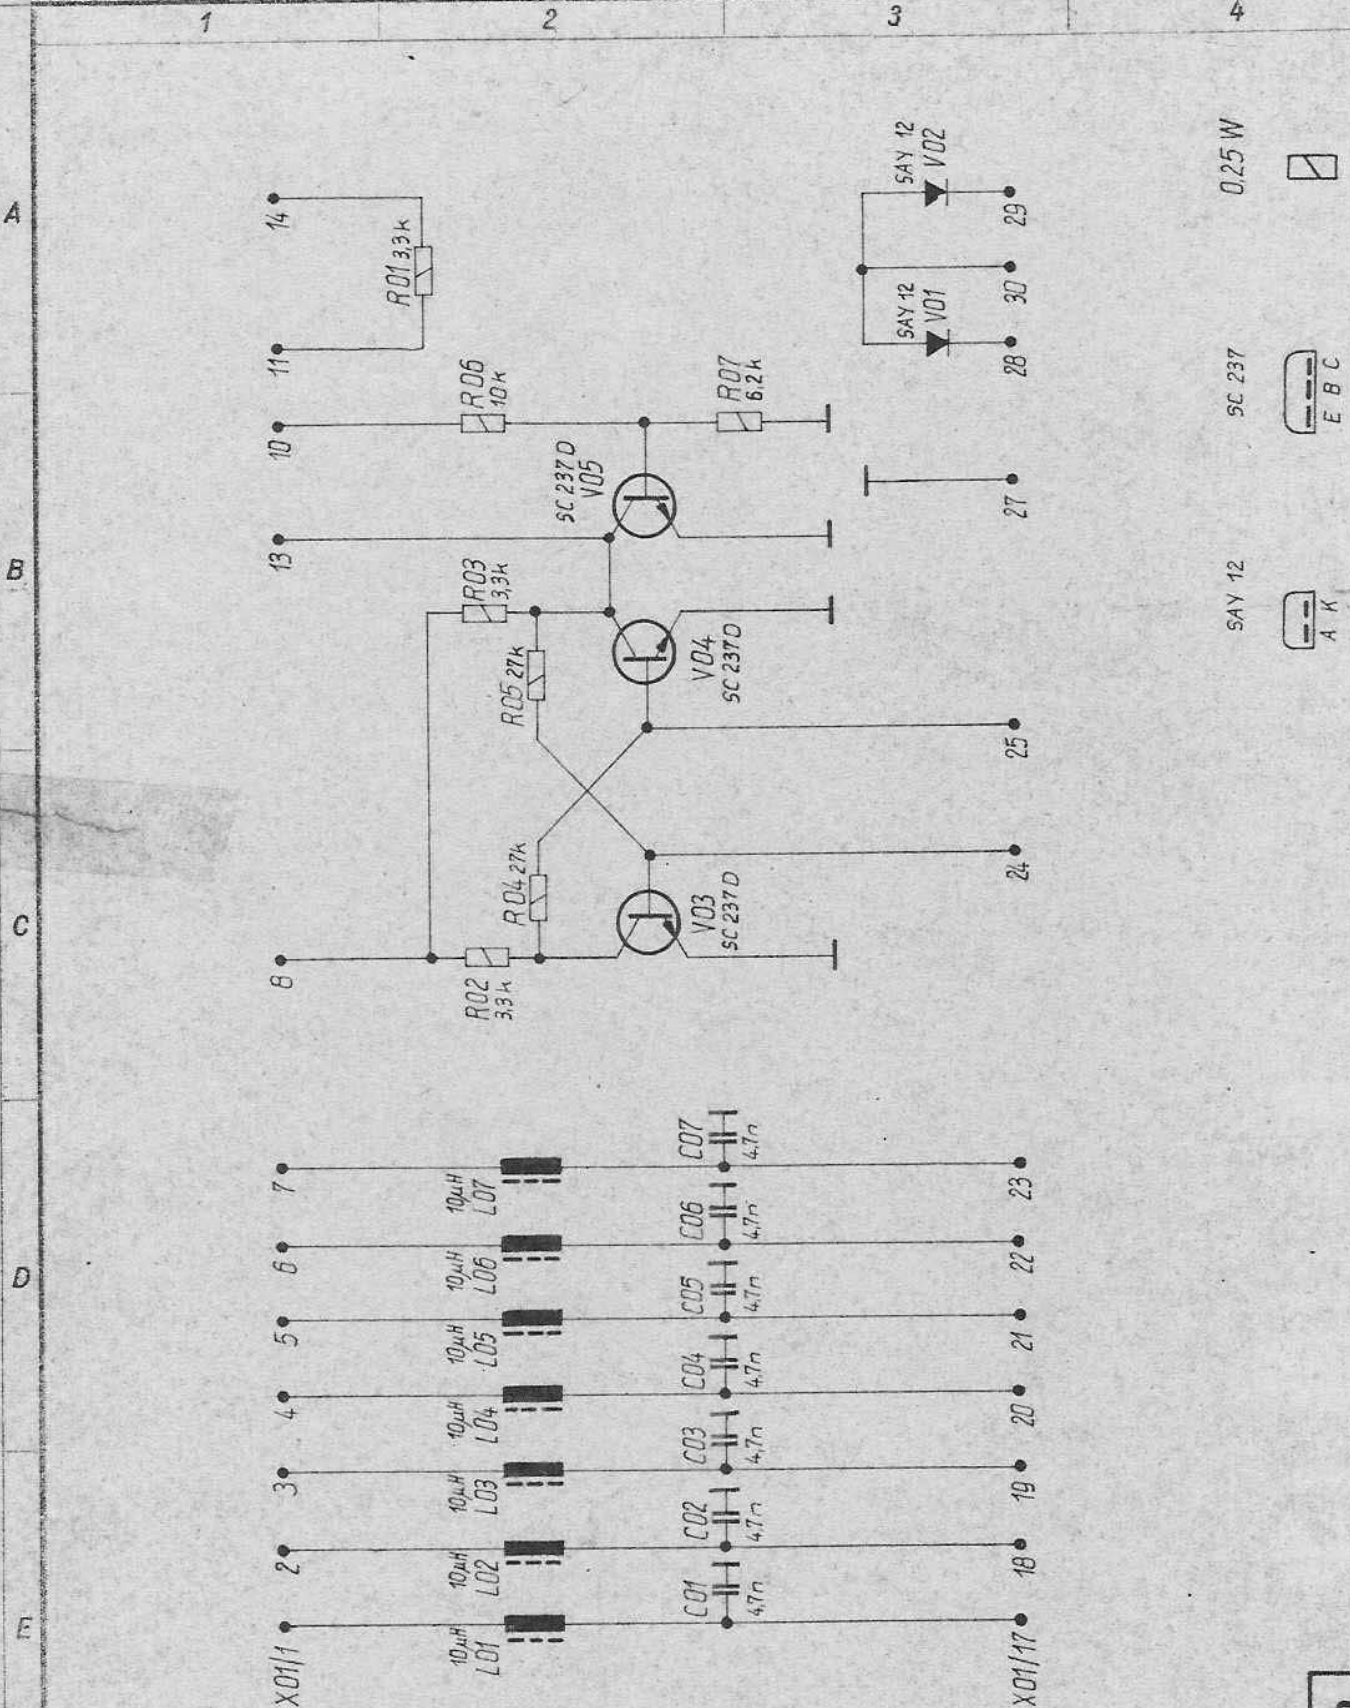 1
2
3
4
A
B
C
D
E
14
R01 3,3k
11
10
R06
10k
R07
6,2k
SC 237 D
V05
13
R03
3,3k
R05 27k
V04
SC 237D
25
R04 27k
24
V03
SC 237 D
8
R02
3,3k
SAY 12
V02
29
30
SAY 12
V01
28
27
0,25 W
SC 237
E B C
SAY 12
A K
7
10µH
L07
C07
4,7n
23
6
10µH
L06
C06
4,7n
22
5
10µH
L05
C05
4,7n
21
4
10µH
L04
C04
4,7n
20
3
10µH
L03
C03
4,7n
19
2
10µH
L02
C02
4,7n
18
X01/1
10µH
L01
C01
4,7n
X01/17